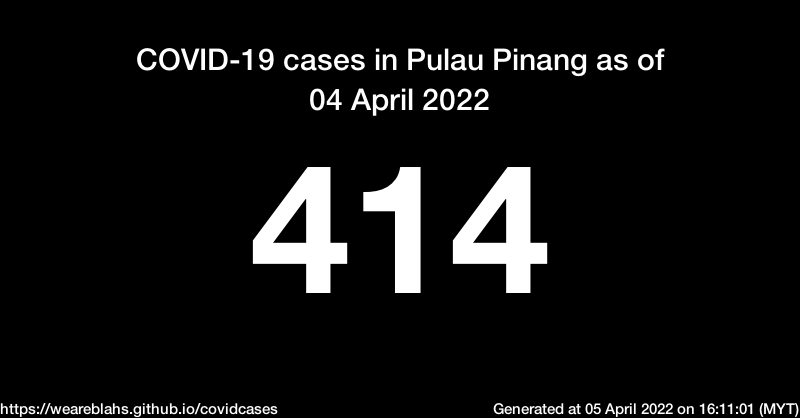 COVID-19 cases in Pulau Pinang as of
04 April 2022
414
https://weareblahs.github.io/covidcases
Generated at 05 April 2022 on 16:11:01 (MYT)